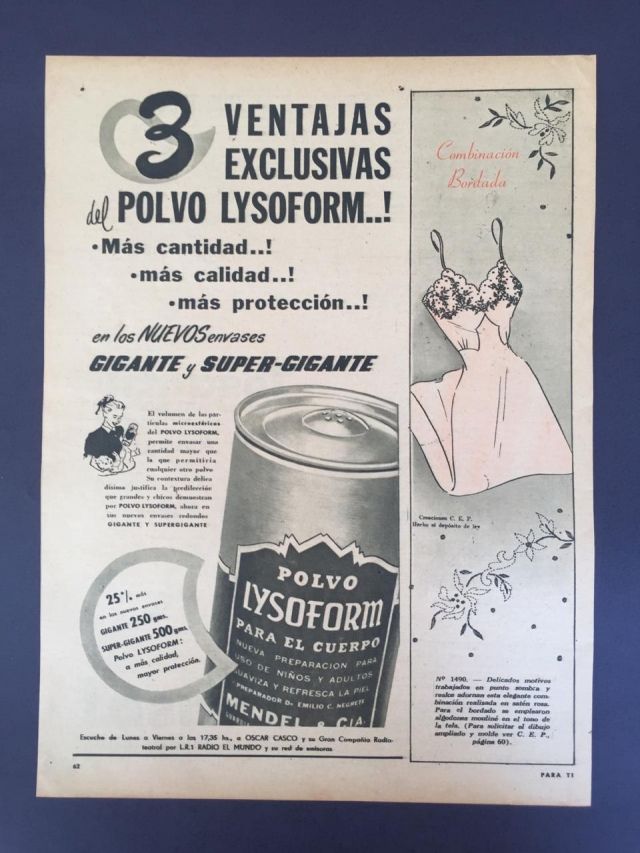 3 VENTAJAS
EXCLUSIVAS
del POLVO LYSOFORM..!
•Más cantidad..!
•más calidad..!
•más protección..!
en los NUEVOS envases
GIGANTE y SUPER-GIGANTE
El volumen de las par-
tículas microesféricas
del POLVO LYSOFORM,
permite envasar una
cantidad mayor que
la que permitiría
cualquier otro polvo
Su contextura delica
dísima justifica la predilección
que grandes y chicos demuestran
por POLVO LYSOFORM, ahora en
sus nuevos envases redondos
GIGANTE Y SUPERGIGANTE
25% más
en los nuevos envases
GIGANTE 250 gms.
SUPER-GIGANTE 500 gms.
Polvo LYSOFORM:
a más calidad,
mayor protección.
POLVO
LYSOFORM
PARA EL CUERPO
NUEVA PREPARACION PARA
USO DE NIÑOS Y ADULTOS
SUAVIZA Y REFRESCA LA PIEL
PREPARADOR Dr EMILIO C. NEGRETE
MENDEL & CIA.
Escuche de Lunes a Viernes a las 17,35 hs., a OSCAR CASCO y su Gran Compañía Radio-
teatral por L.R.1 RADIO EL MUNDO y su red de emisoras
62
Combinación
Bordada
Creaciones C. E. P.
Hecho el depósito de ley
Nº 1490. — Delicados motivos
trabajados en punto sombra y
realce adornan esta elegante com-
binación realizada en satén rosa.
Para el bordado se emplearon
algodones mouliné en el tono de
la tela. (Para solicitar el dibujo
ampliado y molde ver C. E. P.,
página 60).
PARA TI